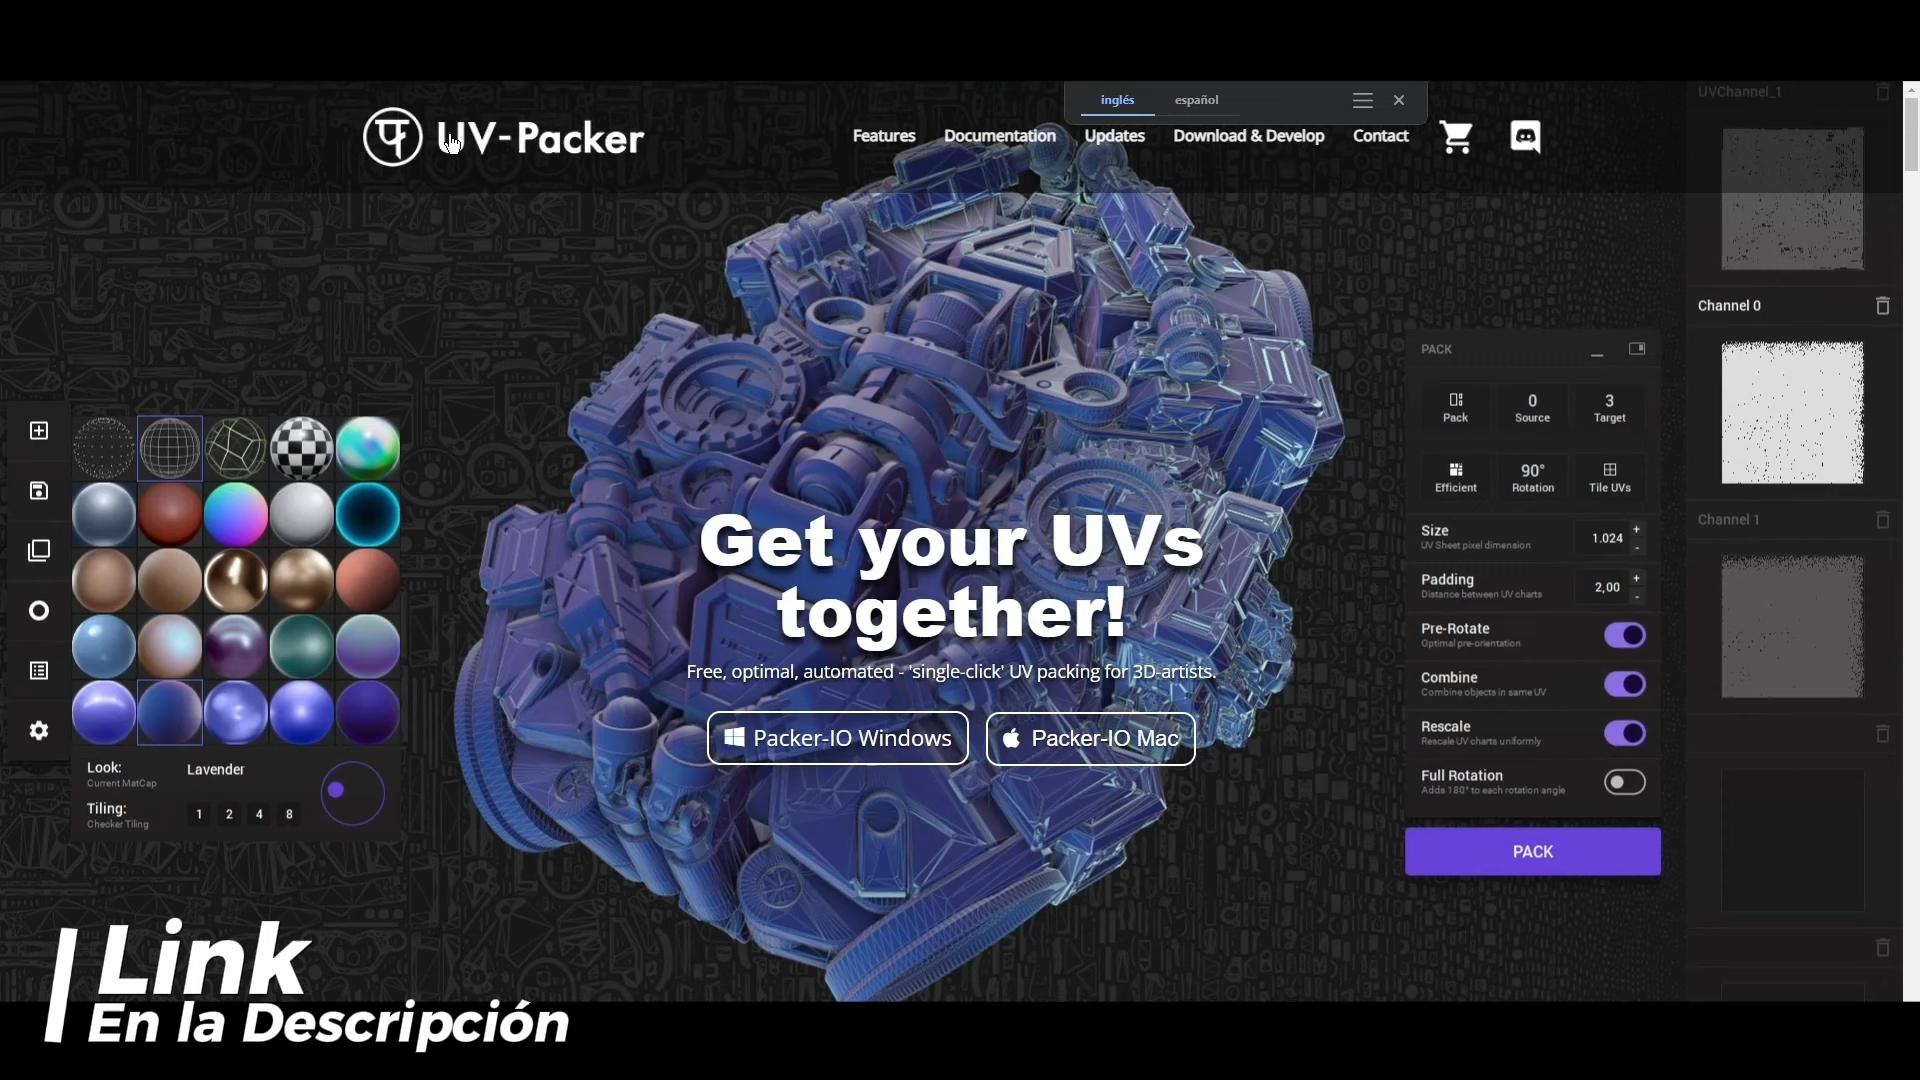 inglés español
UV-Packer
Features Documentation Updates Download & Develop Contact
UVChannel_1
Channel 0
Channel 1
PACK
Pack
0
Source
3
Target
Efficient
90°
Rotation
Tile UVs
Size
UV Sheet pixel dimension
1.024
+
-
Padding
Distance between UV charts
2,00
+
-
Pre-Rotate
Optimal pre-orientation
Combine
Combine objects in same UV
Rescale
Rescale UV charts uniformly
Full Rotation
Adds 180° to each rotation angle
PACK
Get your UVs
together!
Free, optimal, automated - 'single-click' UV packing for 3D-artists.
Packer-IO Windows
Packer-IO Mac
Look:
Current MatCap
Lavender
Tiling:
Checker Tiling
1 2 4 8
Link
En la Descripción